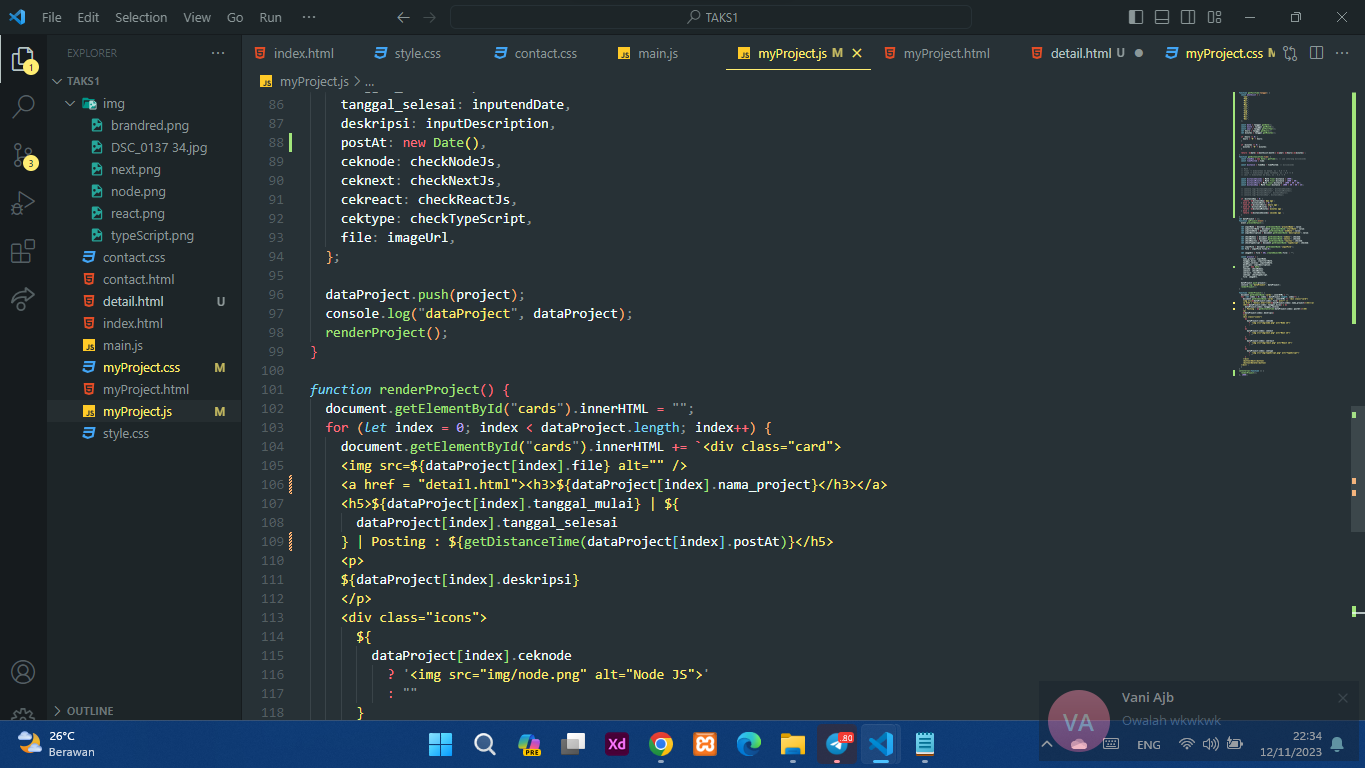 File Edit Selection View Go Run ··· TAKS1
EXPLORER ···
index.html style.css contact.css main.js myProject.js M myProject.html detail.html U myProject.css M
TAKS1
myProject.js > ...
img
brandred.png
DSC_0137 34.jpg
next.png
node.png
react.png
typeScript.png
contact.css
contact.html
detail.html U
index.html
main.js
myProject.css M
myProject.html
myProject.js M
style.css
OUTLINE
1
3
86 tanggal_selesai: inputendDate,
87 deskripsi: inputDescription,
88 postAt: new Date(),
89 ceknode: checkNodeJs,
90 ceknext: checkNextJs,
91 cekreact: checkReactJs,
92 cektype: checkTypeScript,
93 file: imageUrl,
94 };
95
96 dataProject.push(project);
97 console.log("dataProject", dataProject);
98 renderProject();
99 }
100
101 function renderProject() {
102 document.getElementById("cards").innerHTML = "";
103 for (let index = 0; index < dataProject.length; index++) {
104 document.getElementById("cards").innerHTML += `<div class="card">
105 <img src=${dataProject[index].file} alt="" />
106 <a href = "detail.html"><h3>${dataProject[index].nama_project}</h3></a>
107 <h5>${dataProject[index].tanggal_mulai} | ${
108 dataProject[index].tanggal_selesai
109 } | Posting : ${getDistanceTime(dataProject[index].postAt)}</h5>
110 <p>
111 ${dataProject[index].deskripsi}
112 </p>
113 <div class="icons">
114 ${
115 dataProject[index].ceknode
116 ? '<img src="img/node.png" alt="Node JS">'
117 : ""
118 }
VA
Vani Ajb
Owalah wkwkwk
26°C
Berawan
PRE
Xd
80
ENG
22:34
12/11/2023